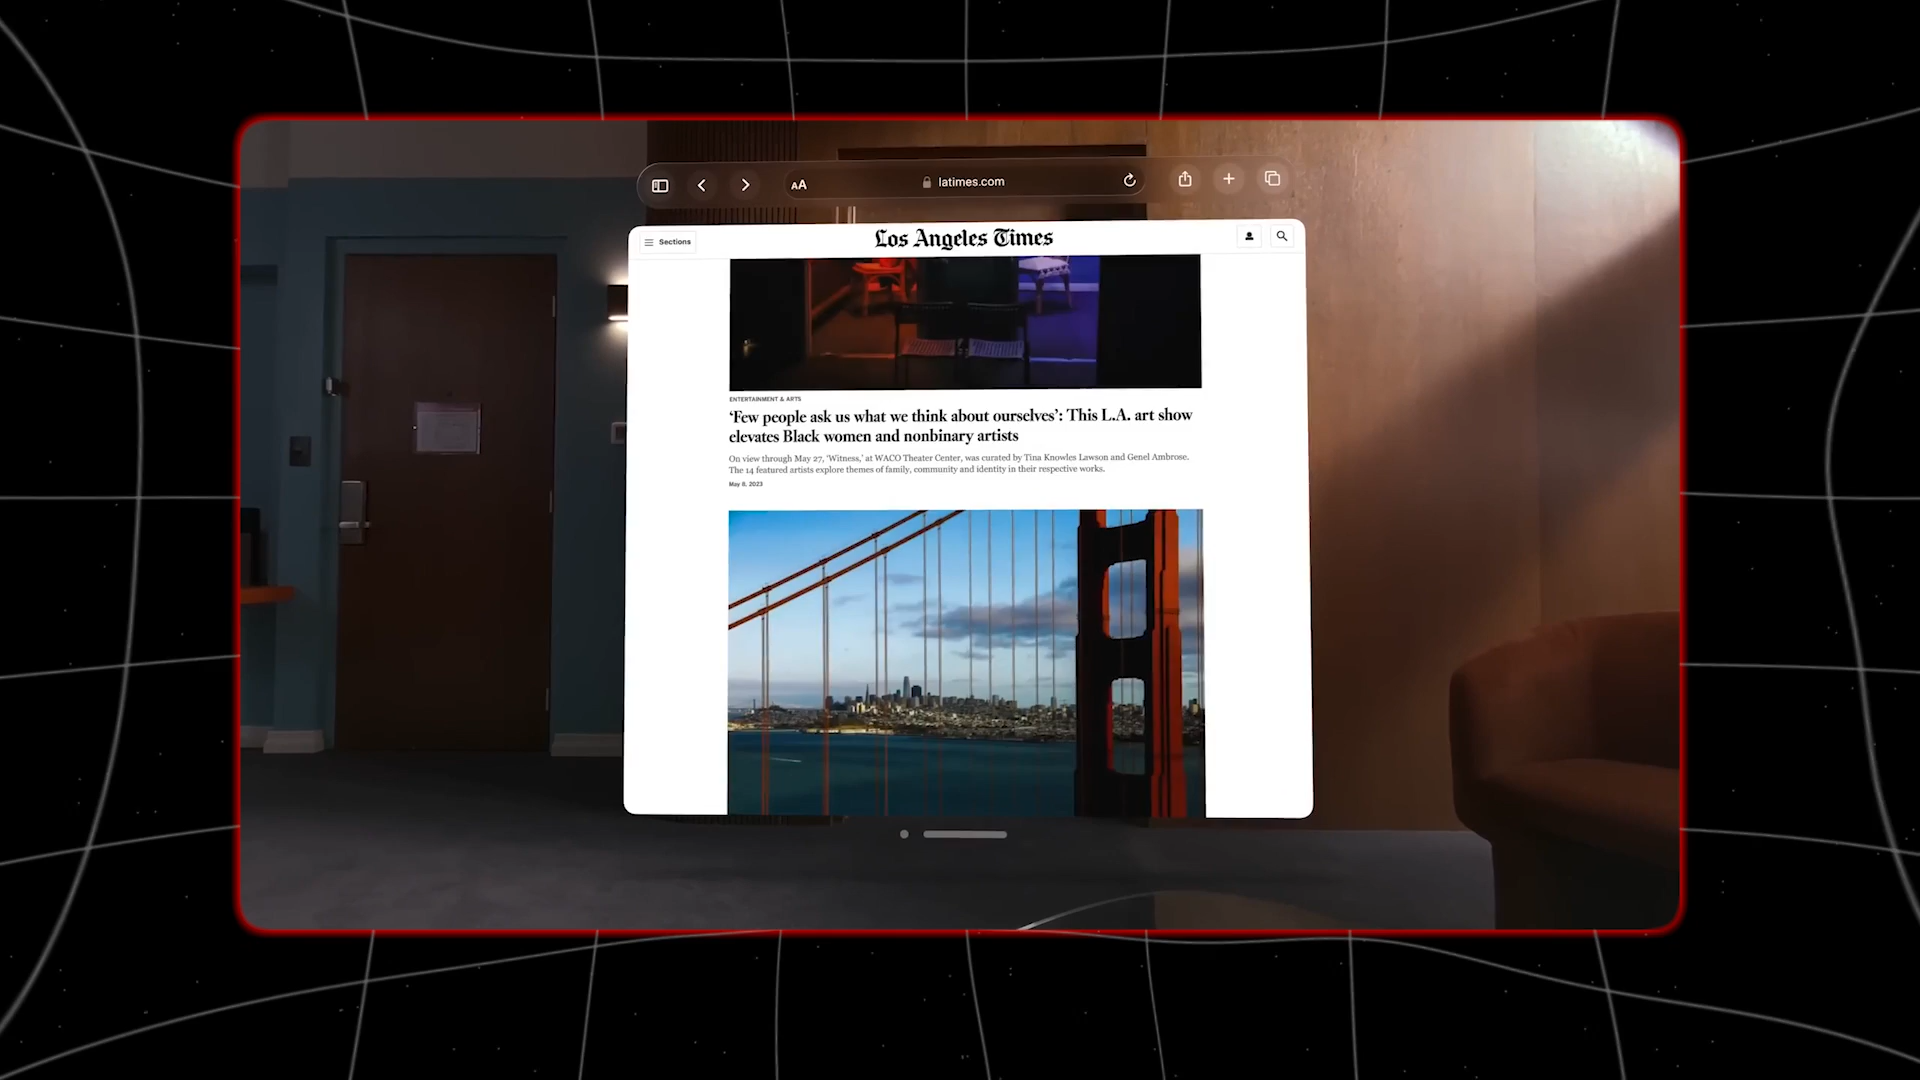 AA
latimes.com
Sections
Los Angeles Times
ENTERTAINMENT & ARTS
‘Few people ask us what we think about ourselves’: This L.A. art show
elevates Black women and nonbinary artists
On view through May 27, ‘Witness,’ at WACO Theater Center, was curated by Tina Knowles Lawson and Genel Ambrose.
The 14 featured artists explore themes of family, community and identity in their respective works.
May 8, 2023